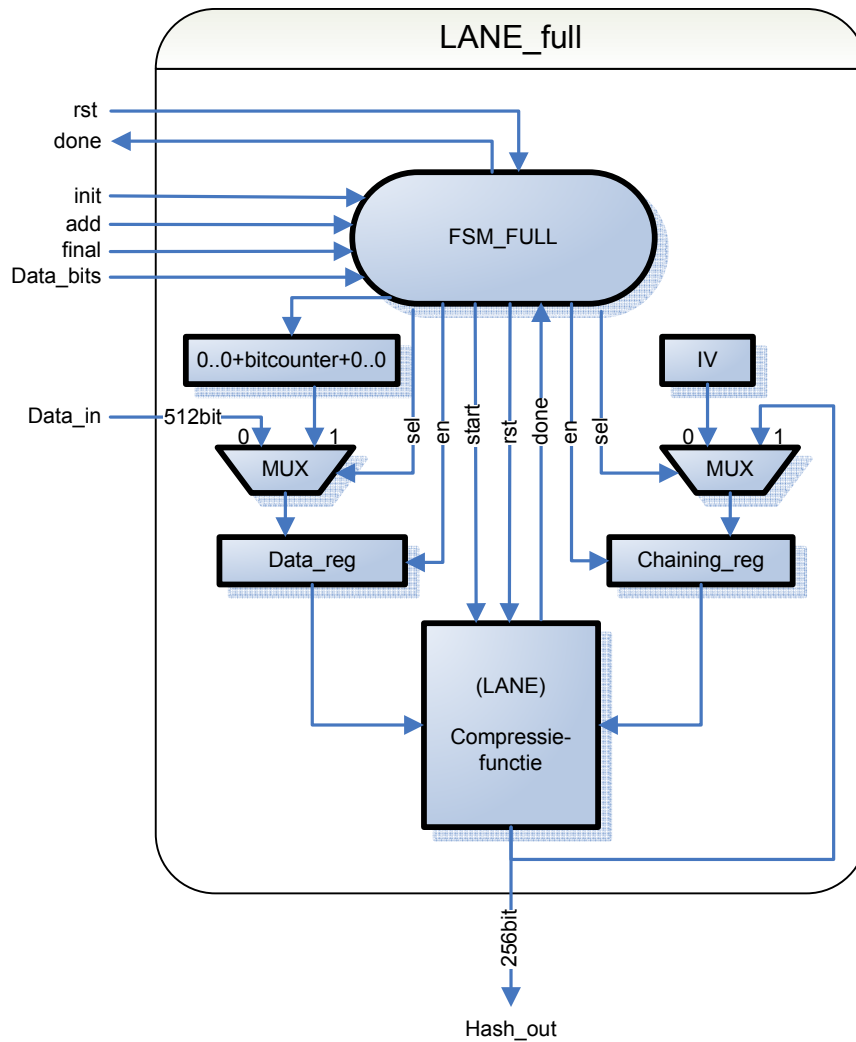 LANE_full
rst
done
init
add
final
Data_bits
FSM_FULL
0..0+bitcounter+0..0
IV
Data_in
512bit
0
1
sel
en
start
rst
done
en
sel
0
1
MUX
MUX
Data_reg
Chaining_reg
(LANE)
Compressie-
functie
256bit
Hash_out